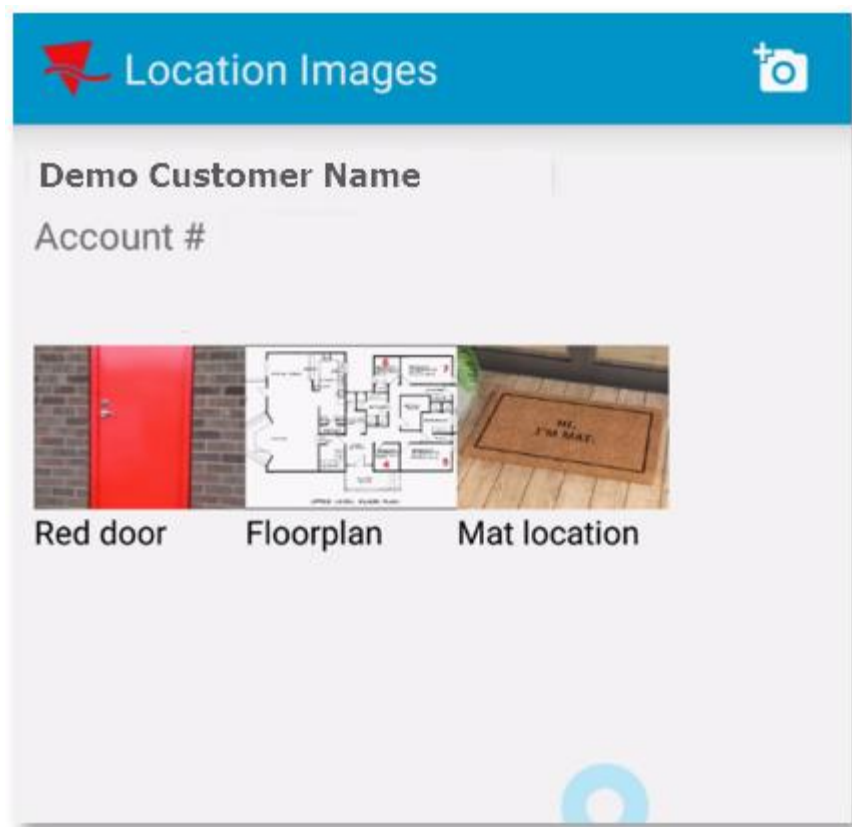 Location Images
Demo Customer Name
Account #
HI,
I'M MAT.
Red door
Floorplan
Mat location